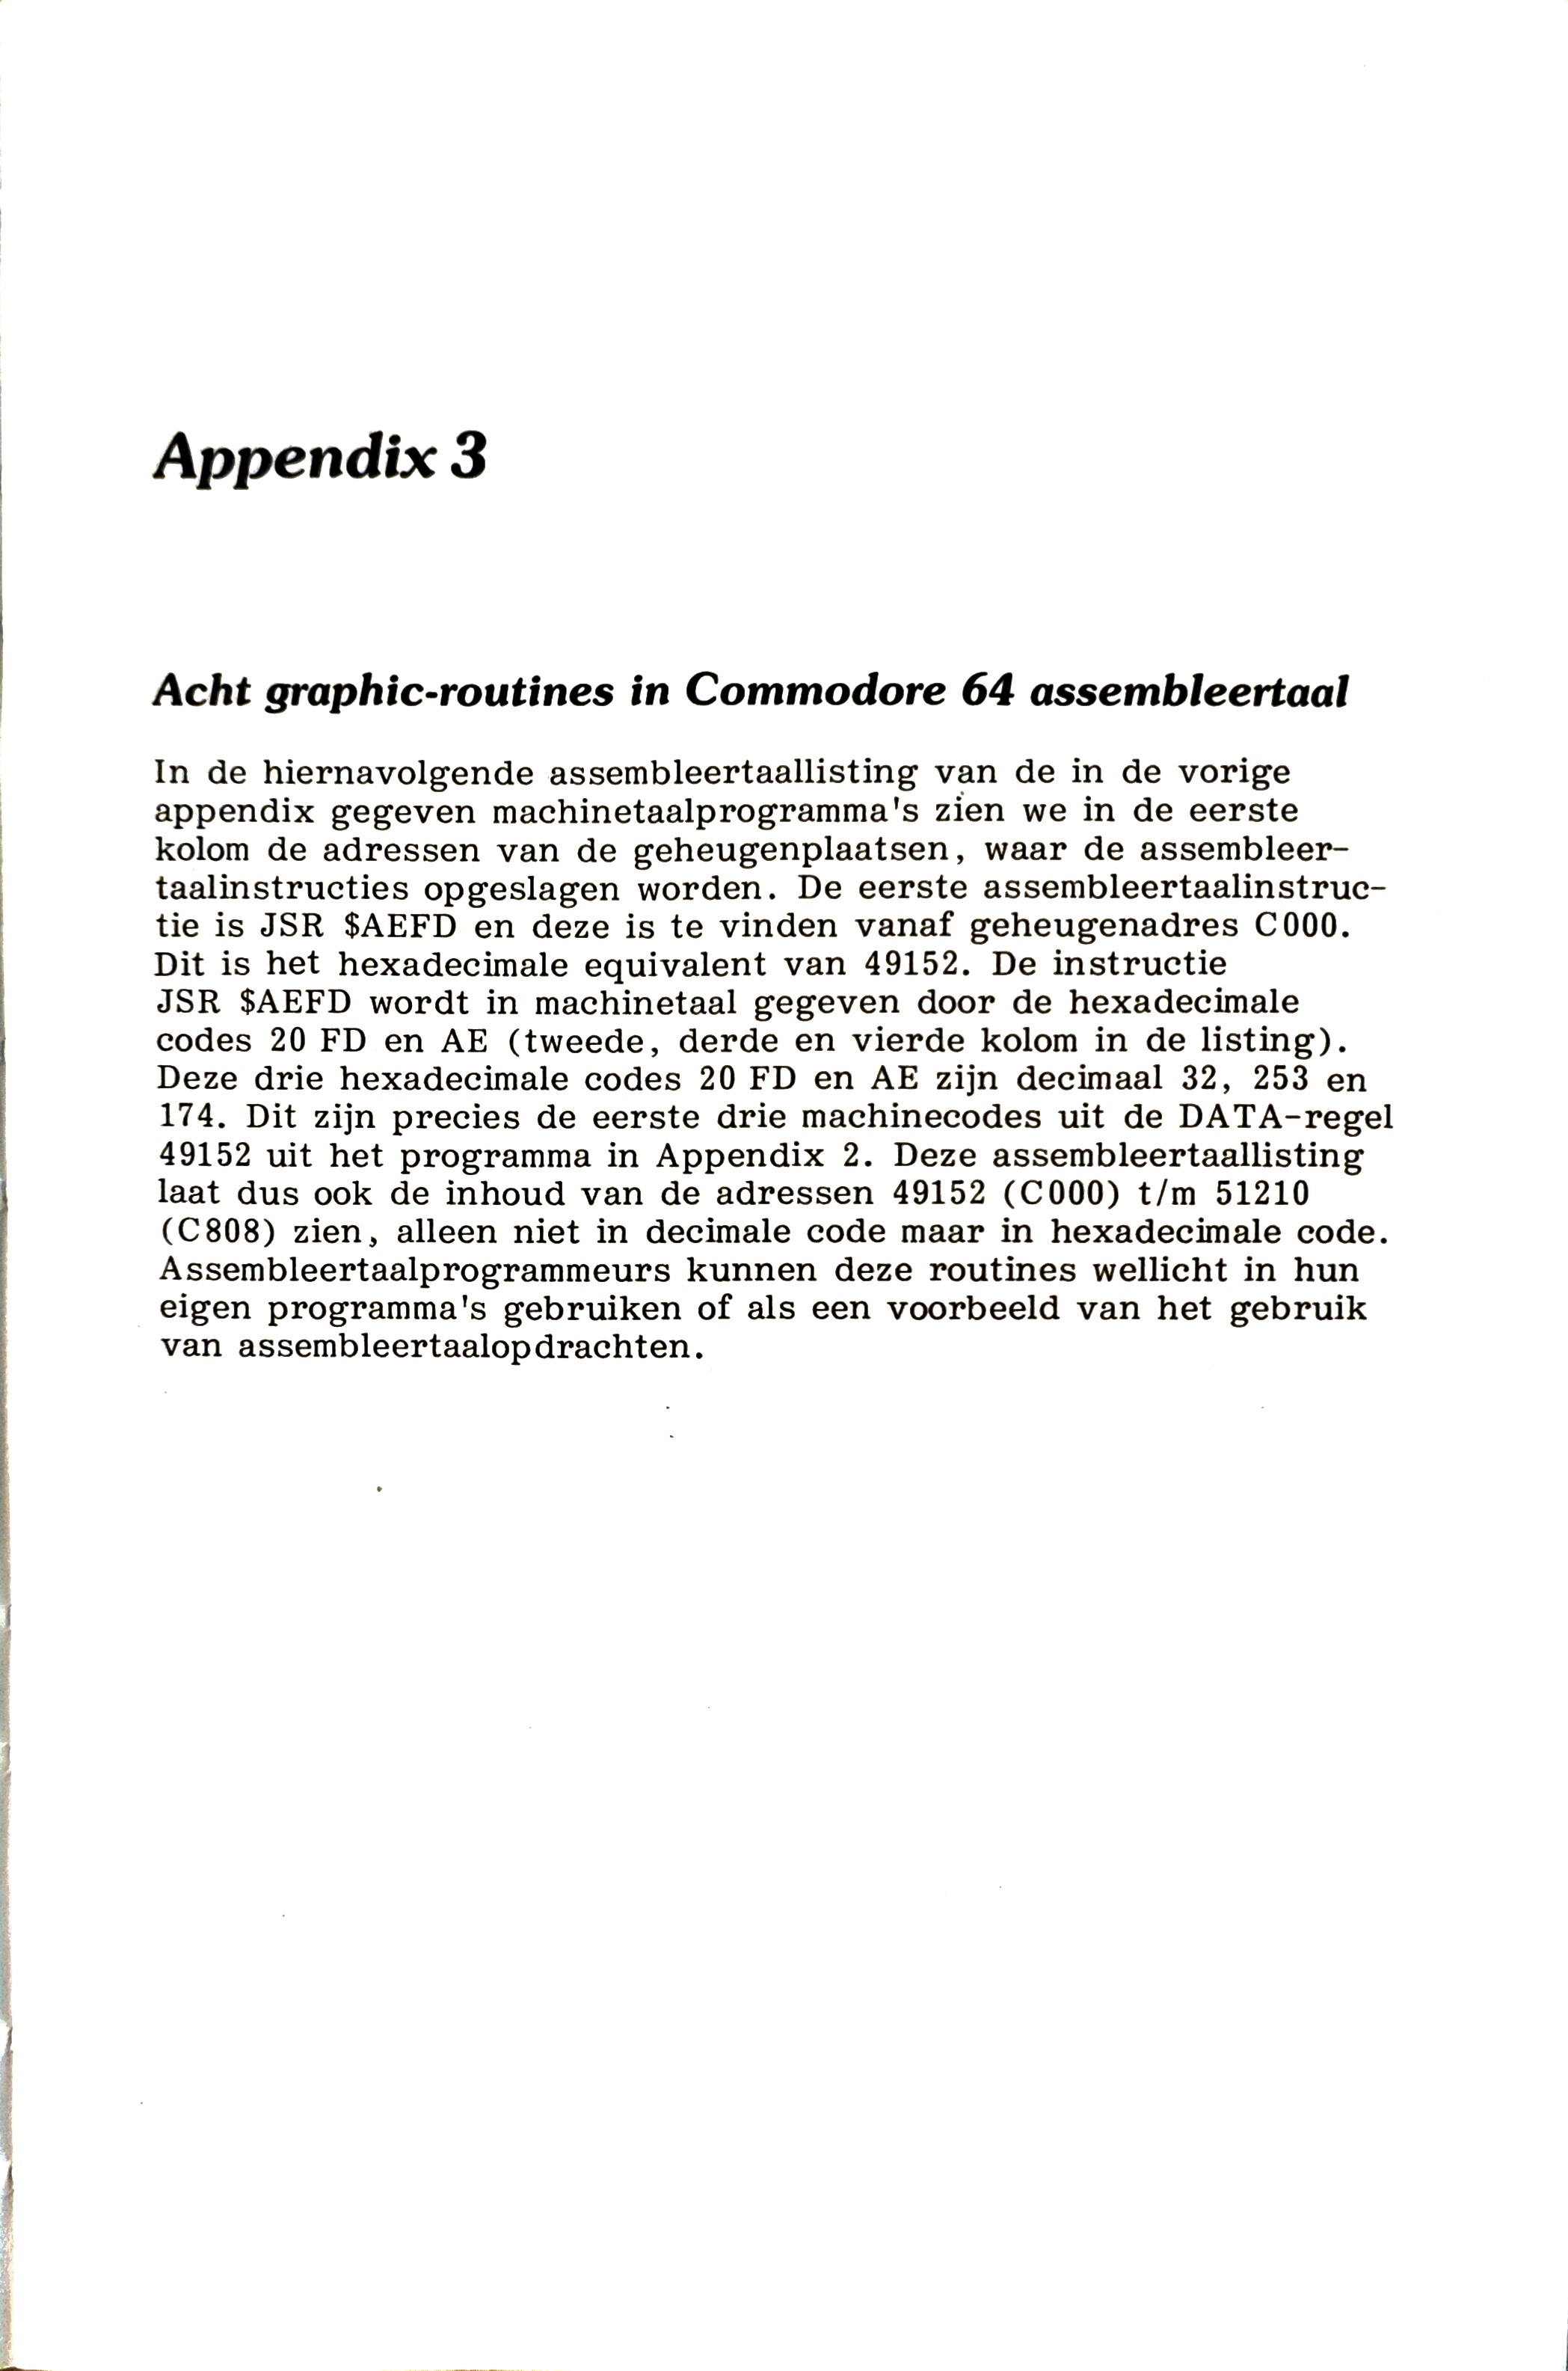 Appendix 3
Acht graphic-routines in Commodore 64 assembleertaal
In de hiernavolgende assembleertaallisting van de in de vorige
appendix gegeven machinetaalprogramma's zien we in de eerste
kolom de adressen van de geheugenplaatsen, waar de assembleer-
taalinstructies opgeslagen worden. De eerste assembleertaalinstruc-
tie is JSR $AEFD en deze is te vinden vanaf geheugenadres C000.
Dit is het hexadecimale equivalent van 49152. De instructie
JSR $AEFD wordt in machinetaal gegeven door de hexadecimale
codes 20 FD en AE (tweede, derde en vierde kolom in de listing).
Deze drie hexadecimale codes 20 FD en AE zijn decimaal 32, 253 en
174. Dit zijn precies de eerste drie machinecodes uit de DATA-regel
49152 uit het programma in Appendix 2. Deze assembleertaallisting
laat dus ook de inhoud van de adressen 49152 (C000) t/m 51210
(C808) zien, alleen niet in decimale code maar in hexadecimale code.
Assembleertaalprogrammeurs kunnen deze routines wellicht in hun
eigen programma's gebruiken of als een voorbeeld van het gebruik
van assembleertaalopdrachten.